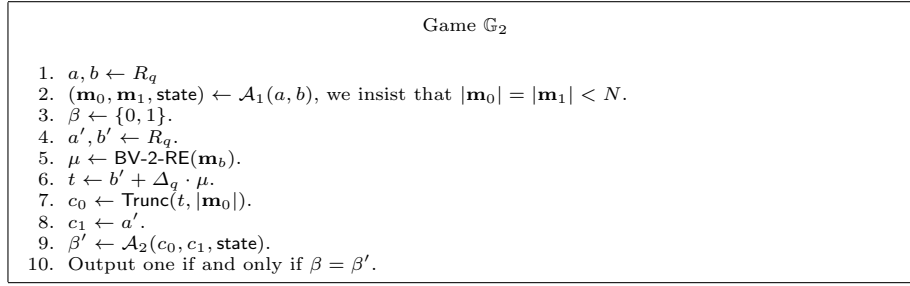 Game 𝔾₂
1. a, b ← R_q
2. (m₀, m₁, state) ← 𝒜₁(a, b), we insist that |m₀| = |m₁| < N.
3. β ← {0, 1}.
4. a′, b′ ← R_q.
5. μ ← BV-2-RE(m_b).
6. t ← b′ + Δ_q · μ.
7. c₀ ← Trunc(t, |m₀|).
8. c₁ ← a′.
9. β′ ← 𝒜₂(c₀, c₁, state).
10. Output one if and only if β = β′.